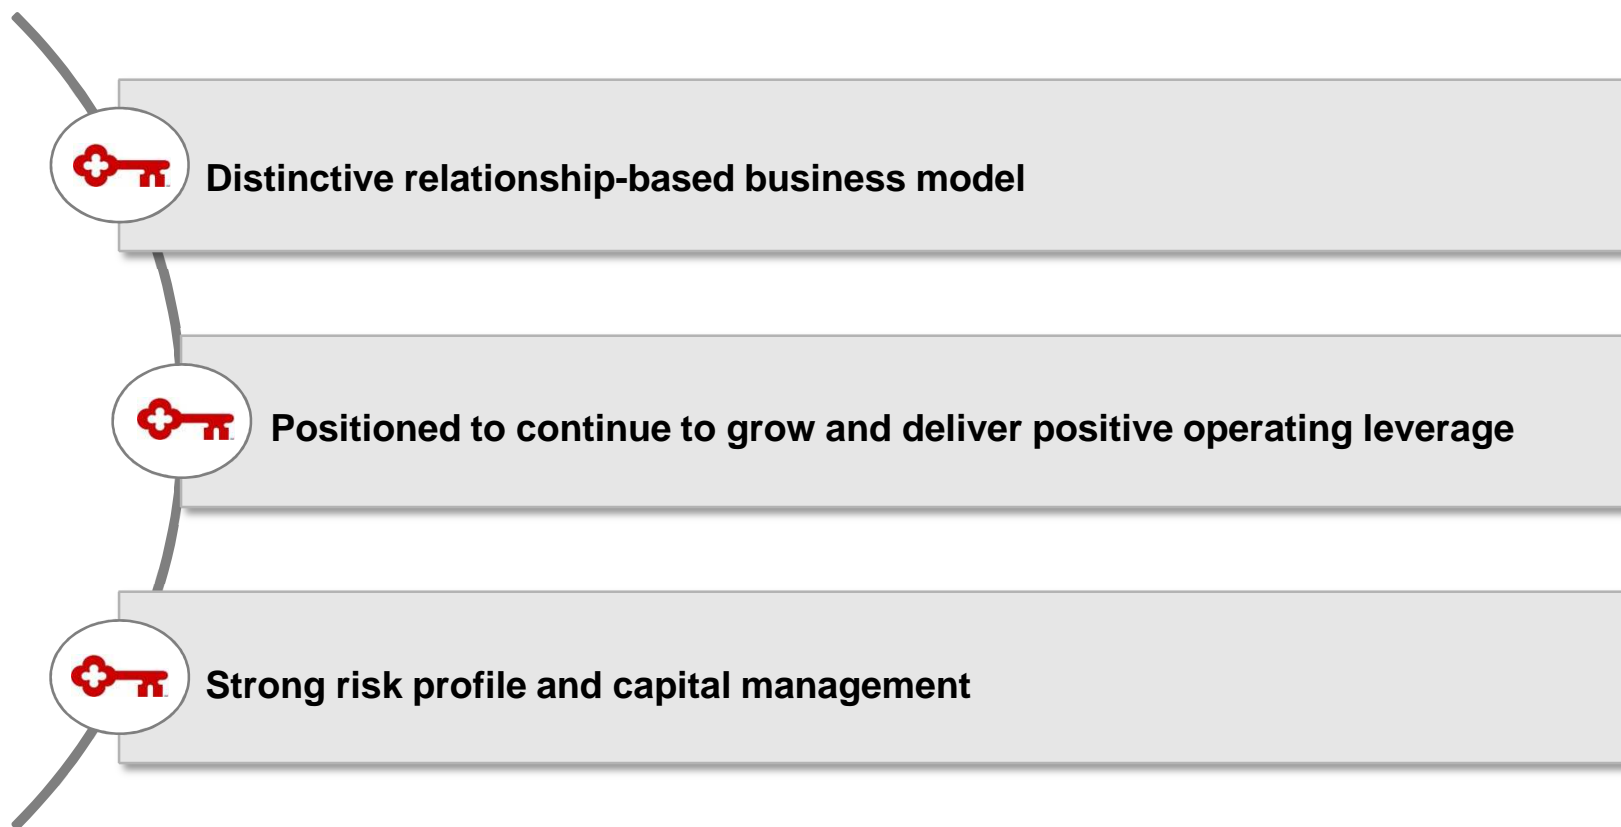 Distinctive relationship-based business model
Positioned to continue to grow and deliver positive operating leverage
Strong risk profile and capital management